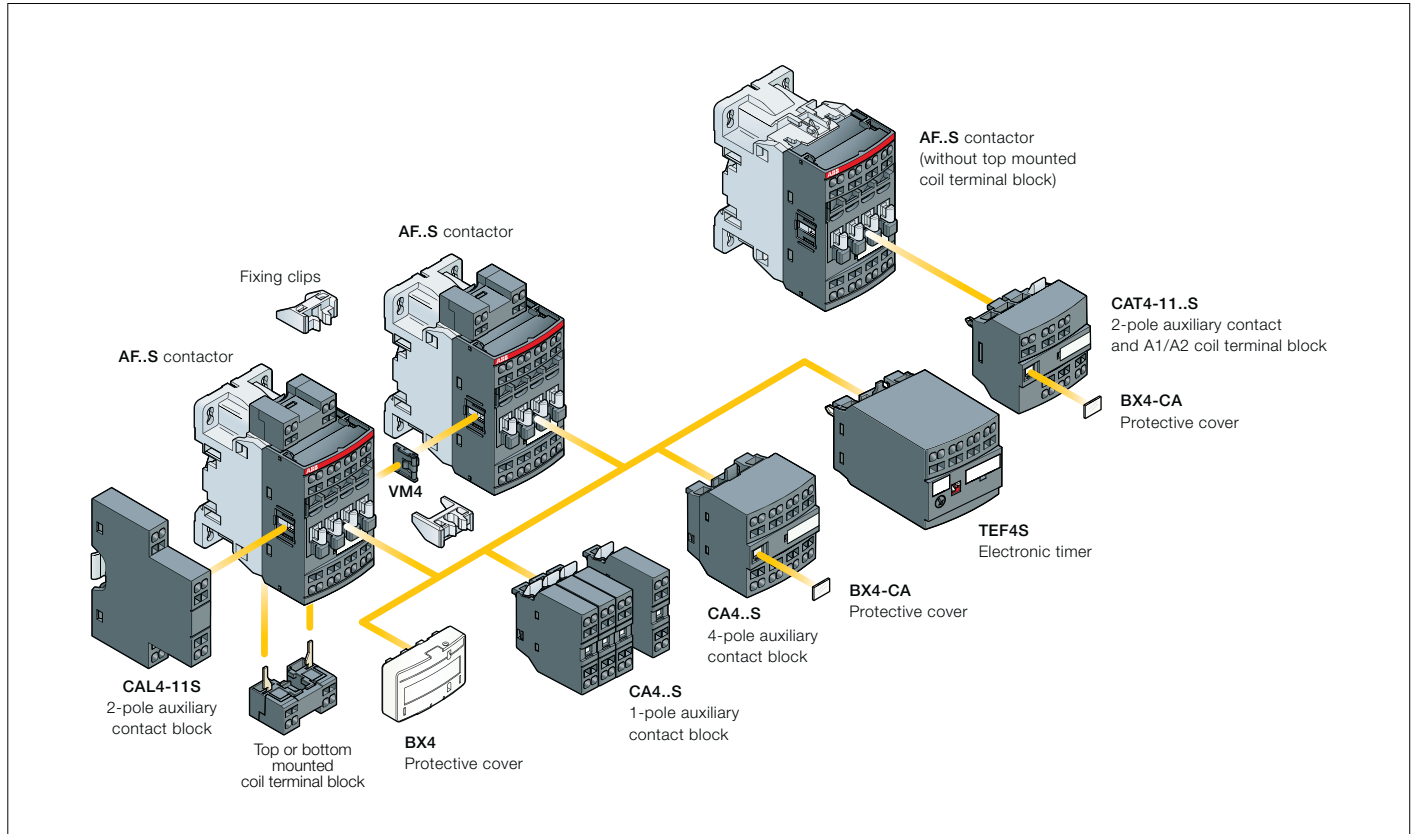 AF..S contactor
(without top mounted
coil terminal block)
ABB
AF..S contactor
Fixing clips
ABB
CAT4-11..S
2-pole auxiliary contact
and A1/A2 coil terminal block
AF..S contactor
ABB
BX4-CA
Protective cover
VM4
TEF4S
Electronic timer
BX4-CA
Protective cover
CA4..S
4-pole auxiliary
contact block
CAL4-11S
2-pole auxiliary
contact block
CA4..S
1-pole auxiliary
contact block
BX4
Protective cover
Top or bottom
mounted
coil terminal block